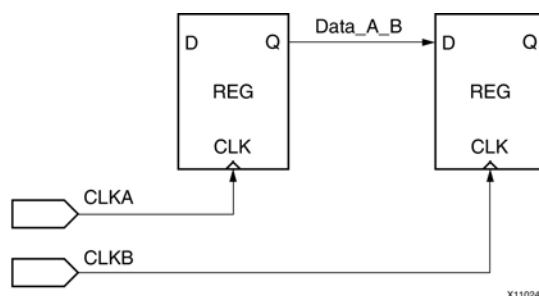 Data_A_B
D Q D Q
REG REG
CLK CLK
CLKA
CLKB
X11024